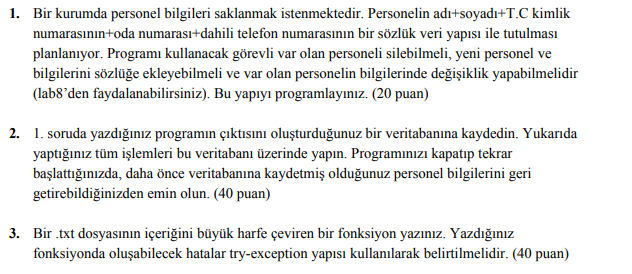 1. Bir kurumda personel bilgileri saklanmak istenmektedir. Personelin adı+soyadı+T.C kimlik
numarasının+oda numarası+dahili telefon numarasının bir sözlük veri yapısı ile tutulması
planlanıyor. Programı kullanacak görevli var olan personeli silebilmeli, yeni personel ve
bilgilerini sözlüğe ekleyebilmeli ve var olan personelin bilgilerinde değişiklik yapabilmelidir
(lab8’den faydalanabilirsiniz). Bu yapıyı programlayınız. (20 puan)
2. 1. soruda yazdığınız programın çıktısını oluşturduğunuz bir veritabanına kaydedin. Yukarıda
yaptığınız tüm işlemleri bu veritabanı üzerinde yapın. Programınızı kapatıp tekrar
başlattığınızda, daha önce veritabanına kaydetmiş olduğunuz personel bilgilerini geri
getirebildiğinizden emin olun. (40 puan)
3. Bir .txt dosyasının içeriğini büyük harfe çeviren bir fonksiyon yazınız. Yazdığınız
fonksiyonda oluşabilecek hatalar try-exception yapısı kullanılarak belirtilmelidir. (40 puan)